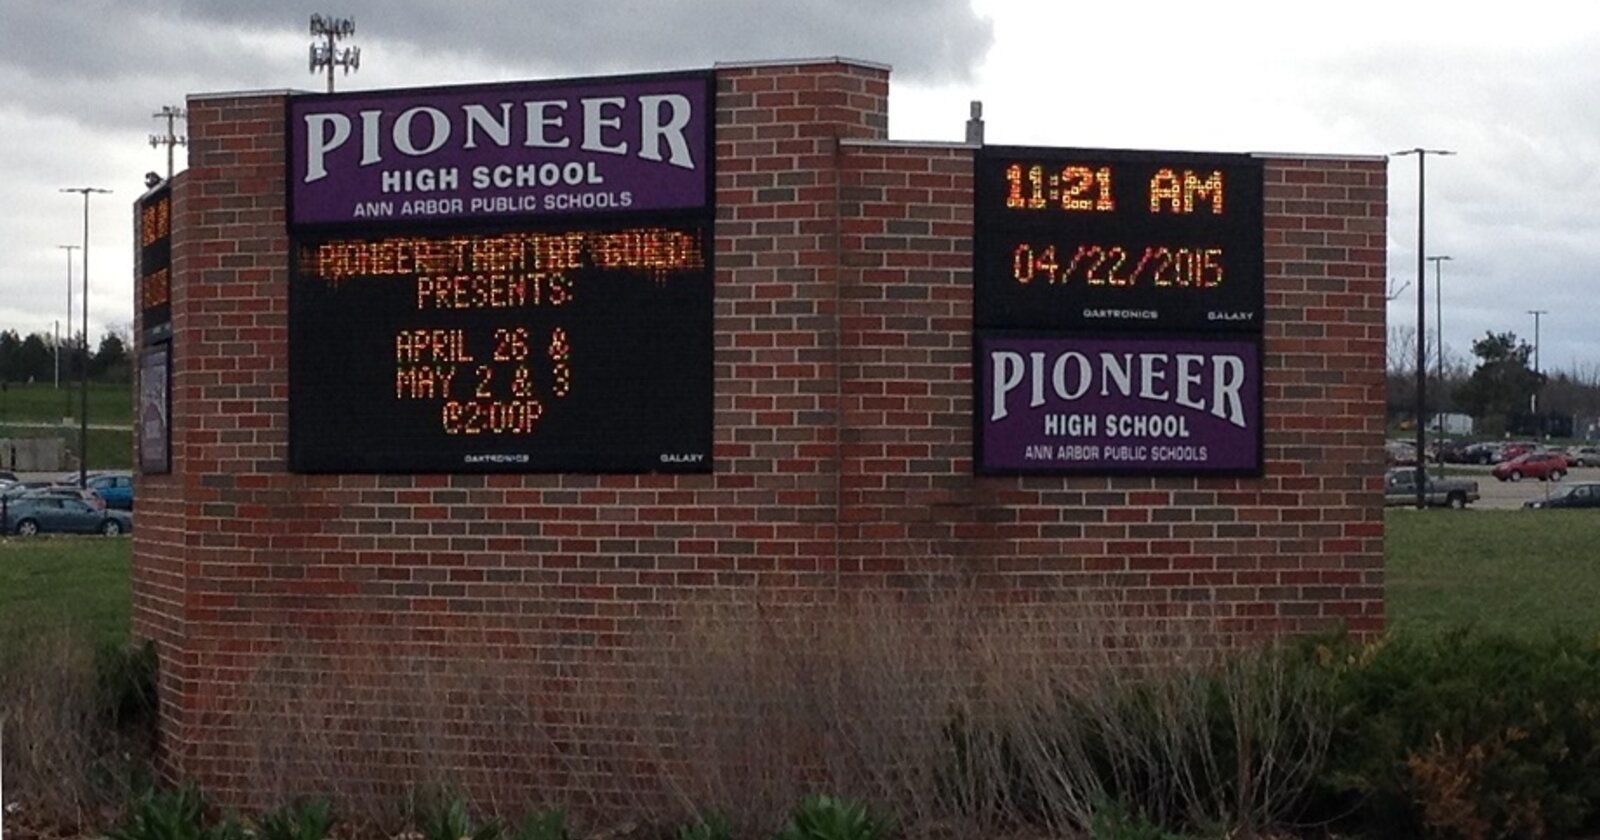 PIONEER
HIGH SCHOOL
ANN ARBOR PUBLIC SCHOOLS
PIONEER THEATRE GUILD
PRESENTS:
APRIL 26 &
MAY 2 & 3
@2:00P
DAKTRONICS GALAXY
11:21 AM
04/22/2015
DAKTRONICS GALAXY
PIONEER
HIGH SCHOOL
ANN ARBOR PUBLIC SCHOOLS